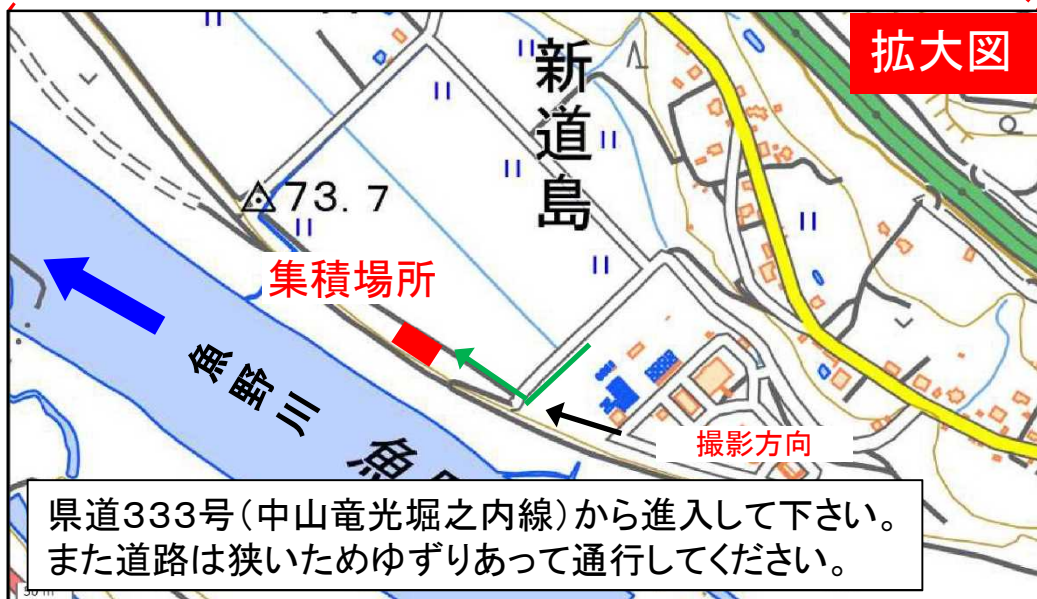 拡大図
新道島
73.7
集積場所
魚野川
魚
撮影方向
県道333号(中山竜光堀之内線)から進入して下さい。
また道路は狭いためゆずりあって通行してください。
50 m